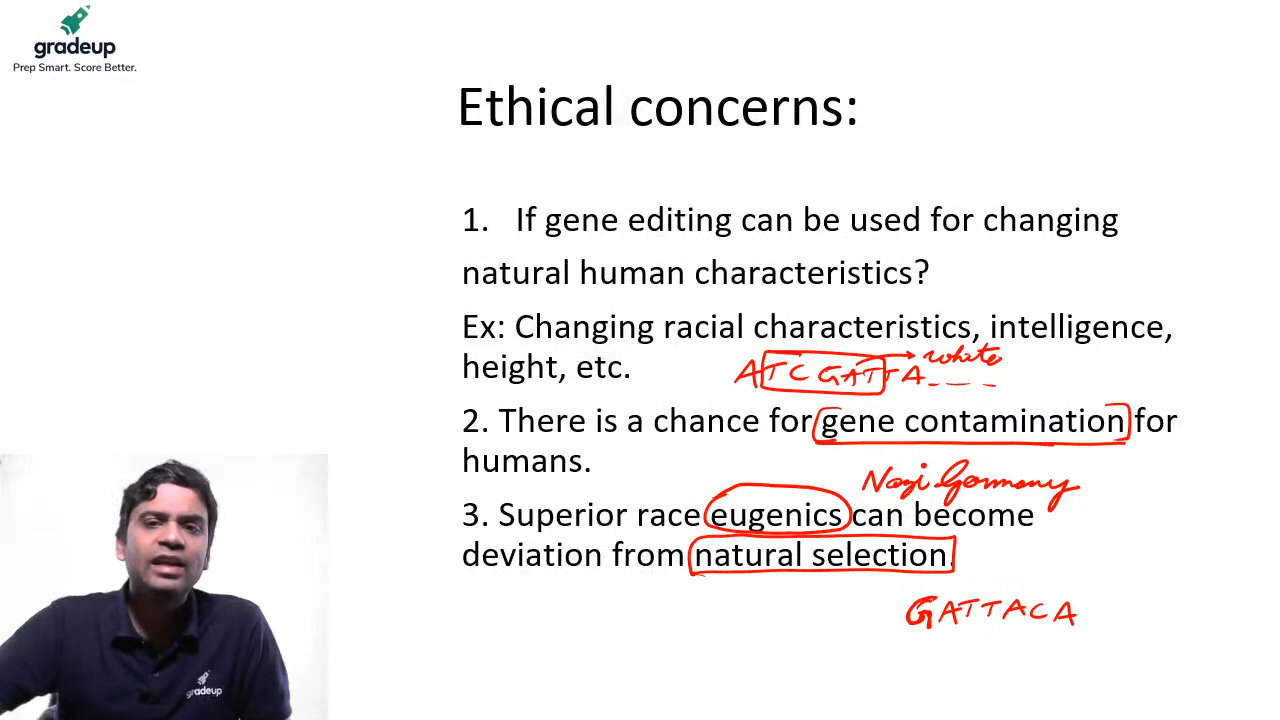 gradeup
Prep Smart. Score Better.
Ethical concerns:
1. If gene editing can be used for changing
natural human characteristics?
Ex: Changing racial characteristics, intelligence,
height, etc.
ATCGATTA---- white
2. There is a chance for gene contamination for
humans.
Nazi Germany
3. Superior race eugenics can become
deviation from natural selection.
GATTACA
gradeup